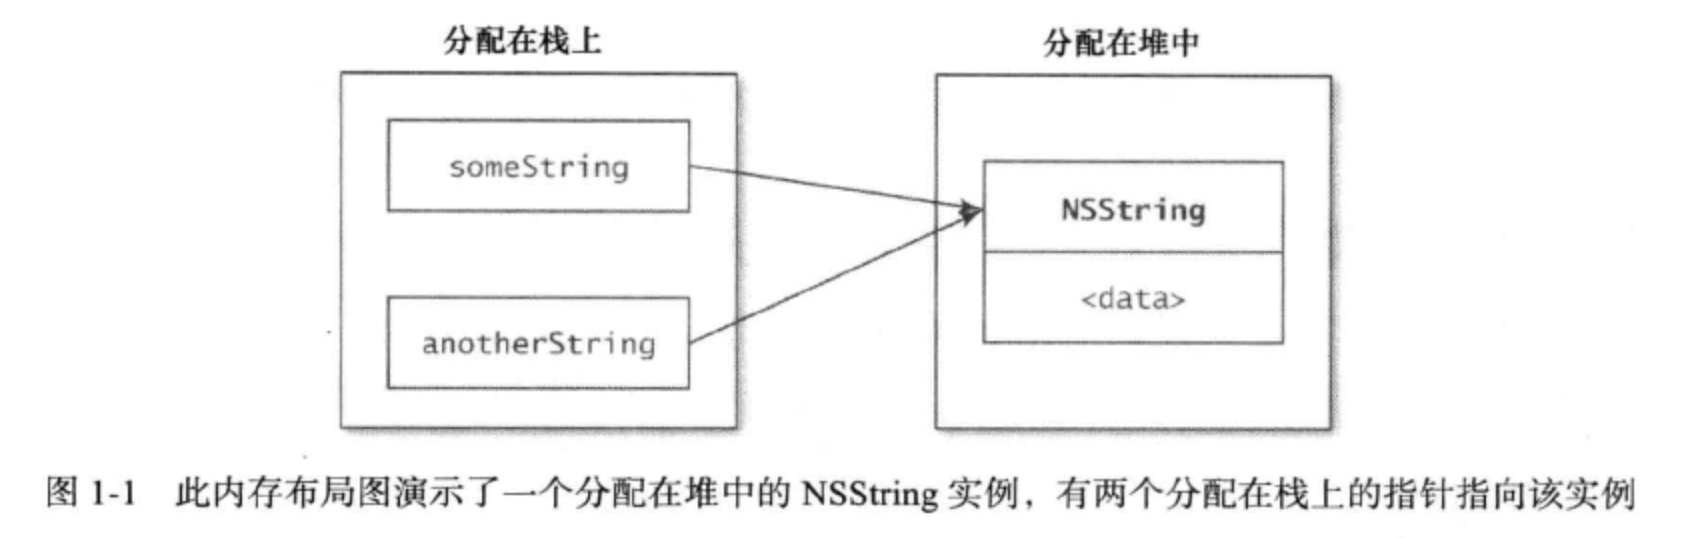 分配在栈上
分配在堆中
someString
NSString
<data>
anotherString
图 1-1 此内存布局图演示了一个分配在堆中的 NSString 实例，有两个分配在栈上的指针指向该实例